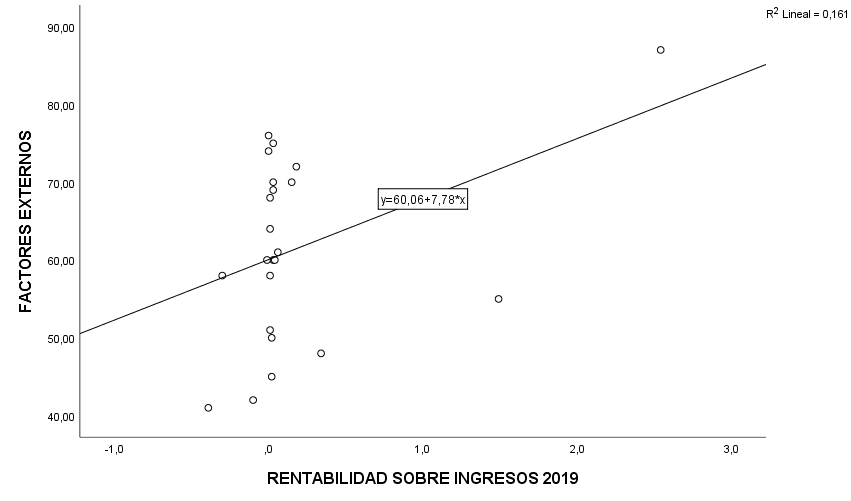 R2 Lineal = 0,161
90,00
80,00
70,00
60,00
50,00
40,00
FACTORES EXTERNOS
y=60,06+7,78*x
-1,0
,0
1,0
2,0
3,0
RENTABILIDAD SOBRE INGRESOS 2019